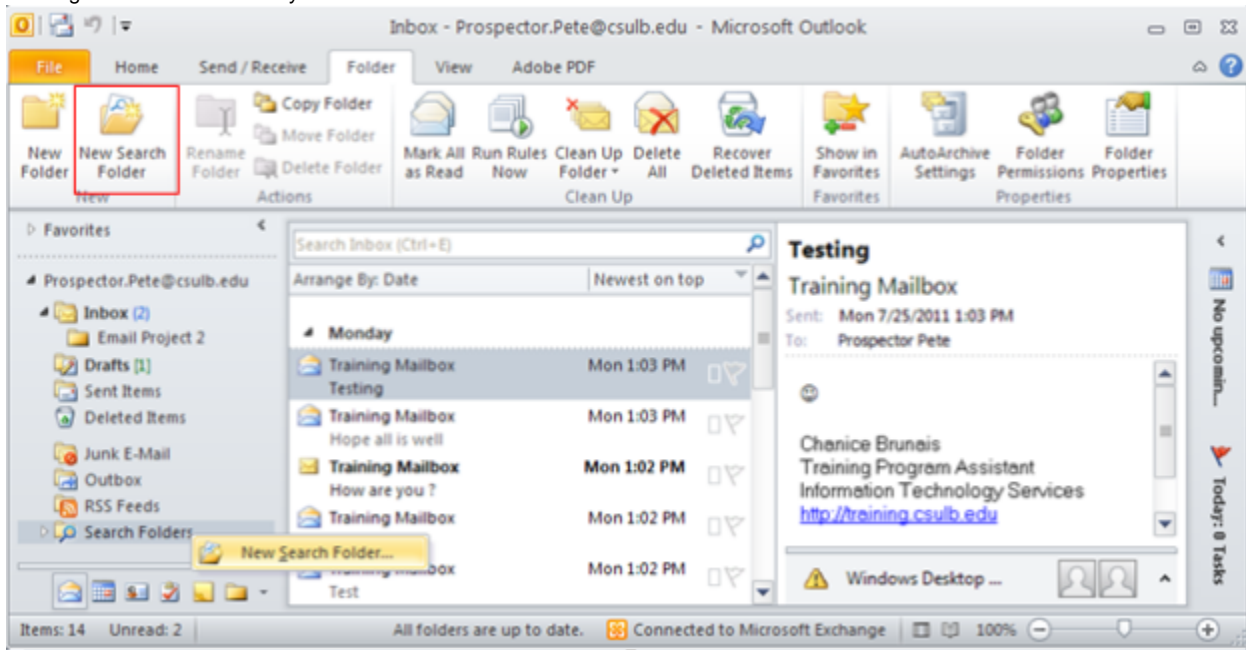 Inbox - Prospector.Pete@csulb.edu - Microsoft Outlook
File Home Send / Receive Folder View Adobe PDF
New Folder
New Search Folder
Rename Folder
Copy Folder
Move Folder
Delete Folder
Mark All as Read
Run Rules Now
Clean Up Folder
Delete All
Recover Deleted Items
Show in Favorites
AutoArchive Settings
Folder Permissions
Folder Properties
New Actions Clean Up Favorites Properties
Favorites
Prospector.Pete@csulb.edu
Inbox (2)
Email Project 2
Drafts [1]
Sent Items
Deleted Items
Junk E-Mail
Outbox
RSS Feeds
Search Folders
New Search Folder...
Search Inbox (Ctrl+E)
Arrange By: Date Newest on top
Monday
Training Mailbox Mon 1:03 PM
Testing
Training Mailbox Mon 1:03 PM
Hope all is well
Training Mailbox Mon 1:02 PM
How are you ?
Training Mailbox Mon 1:02 PM
Training Mailbox Mon 1:02 PM
Test
Testing
Training Mailbox
Sent: Mon 7/25/2011 1:03 PM
To: Prospector Pete
Chanice Brunais
Training Program Assistant
Information Technology Services
http://training.csulb.edu
Windows Desktop ...
No upcomin...
Today: 0 Tasks
Items: 14 Unread: 2 All folders are up to date. Connected to Microsoft Exchange 100%